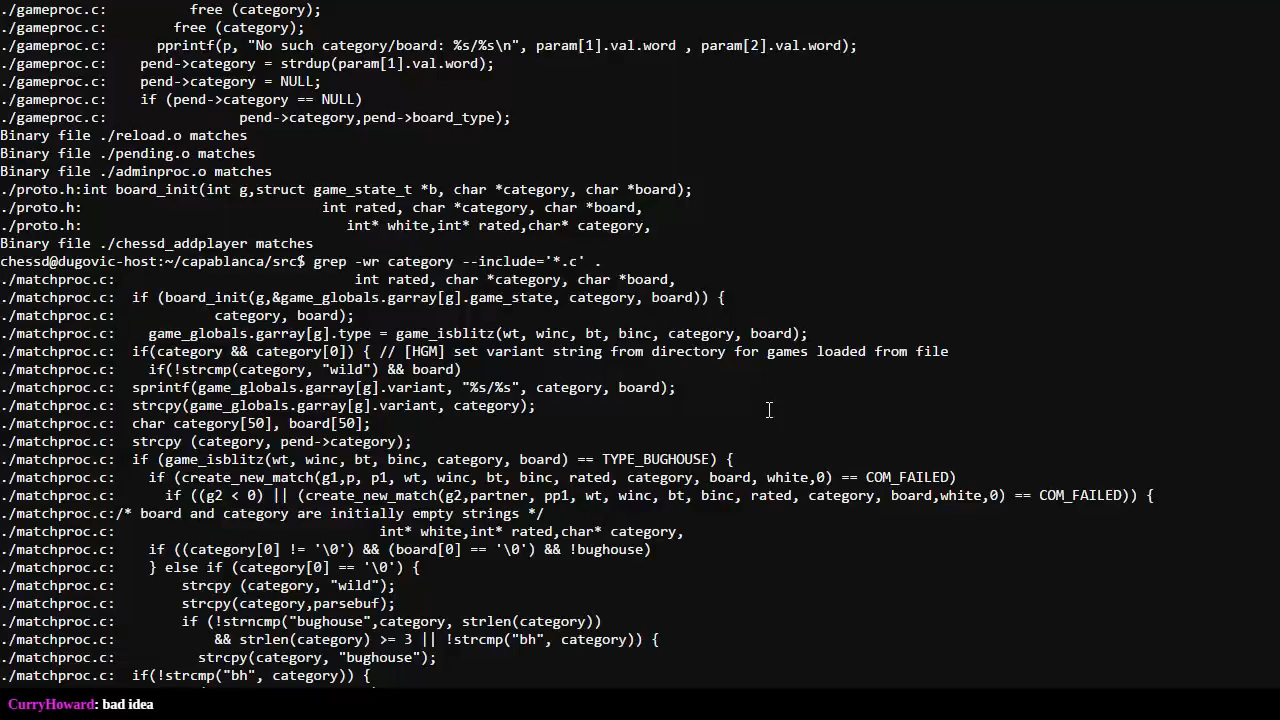 ./gameproc.c:          free (category);
./gameproc.c:        free (category);
./gameproc.c:      pprintf(p, "No such category/board: %s/%s\n", param[1].val.word , param[2].val.word);
./gameproc.c:    pend->category = strdup(param[1].val.word);
./gameproc.c:    pend->category = NULL;
./gameproc.c:    if (pend->category == NULL)
./gameproc.c:                pend->category,pend->board_type);
Binary file ./reload.o matches
Binary file ./pending.o matches
Binary file ./adminproc.o matches
./proto.h:int board_init(int g,struct game_state_t *b, char *category, char *board);
./proto.h:                             int rated, char *category, char *board,
./proto.h:                                int* white,int* rated,char* category,
Binary file ./chessd_addplayer matches
chessd@dugovic-host:~/capablanca/src$ grep -wr category --include='*.c' .
./matchproc.c:                             int rated, char *category, char *board,
./matchproc.c:  if (board_init(g,&game_globals.garray[g].game_state, category, board)) {
./matchproc.c:            category, board);
./matchproc.c:    game_globals.garray[g].type = game_isblitz(wt, winc, bt, binc, category, board);
./matchproc.c:  if(category && category[0]) { // [HGM] set variant string from directory for games loaded from file
./matchproc.c:    if(!strcmp(category, "wild") && board)
./matchproc.c:  sprintf(game_globals.garray[g].variant, "%s/%s", category, board);
./matchproc.c:  strcpy(game_globals.garray[g].variant, category);
./matchproc.c:  char category[50], board[50];
./matchproc.c:  strcpy (category, pend->category);
./matchproc.c:  if (game_isblitz(wt, winc, bt, binc, category, board) == TYPE_BUGHOUSE) {
./matchproc.c:    if (create_new_match(g1,p, p1, wt, winc, bt, binc, rated, category, board, white,0) == COM_FAILED)
./matchproc.c:      if ((g2 < 0) || (create_new_match(g2,partner, pp1, wt, winc, bt, binc, rated, category, board,white,0) == COM_FAILED)) {
./matchproc.c:/* board and category are initially empty strings */
./matchproc.c:                                int* white,int* rated,char* category,
./matchproc.c:    if ((category[0] != '\0') && (board[0] == '\0') && !bughouse)
./matchproc.c:    } else if (category[0] == '\0') {
./matchproc.c:        strcpy (category, "wild");
./matchproc.c:        strcpy(category,parsebuf);
./matchproc.c:        if (!strncmp("bughouse",category, strlen(category))
./matchproc.c:            && strlen(category) >= 3 || !strcmp("bh", category)) {
./matchproc.c:          strcpy(category, "bughouse");
./matchproc.c:  if(!strcmp("bh", category)) {
CurryHoward: bad idea